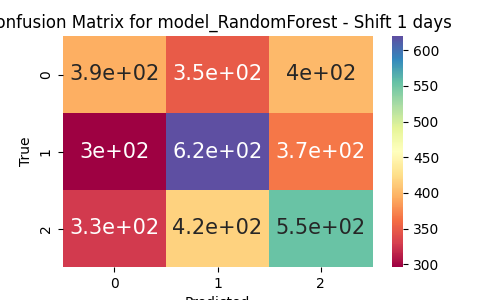 onfusion Matrix for model_RandomForest - Shift 1 days
0 3.9e+02 3.5e+02 4e+02
1 3e+02 6.2e+02 3.7e+02
2 3.3e+02 4.2e+02 5.5e+02
True
0 1 2
Predicted
600
550
500
450
400
350
300